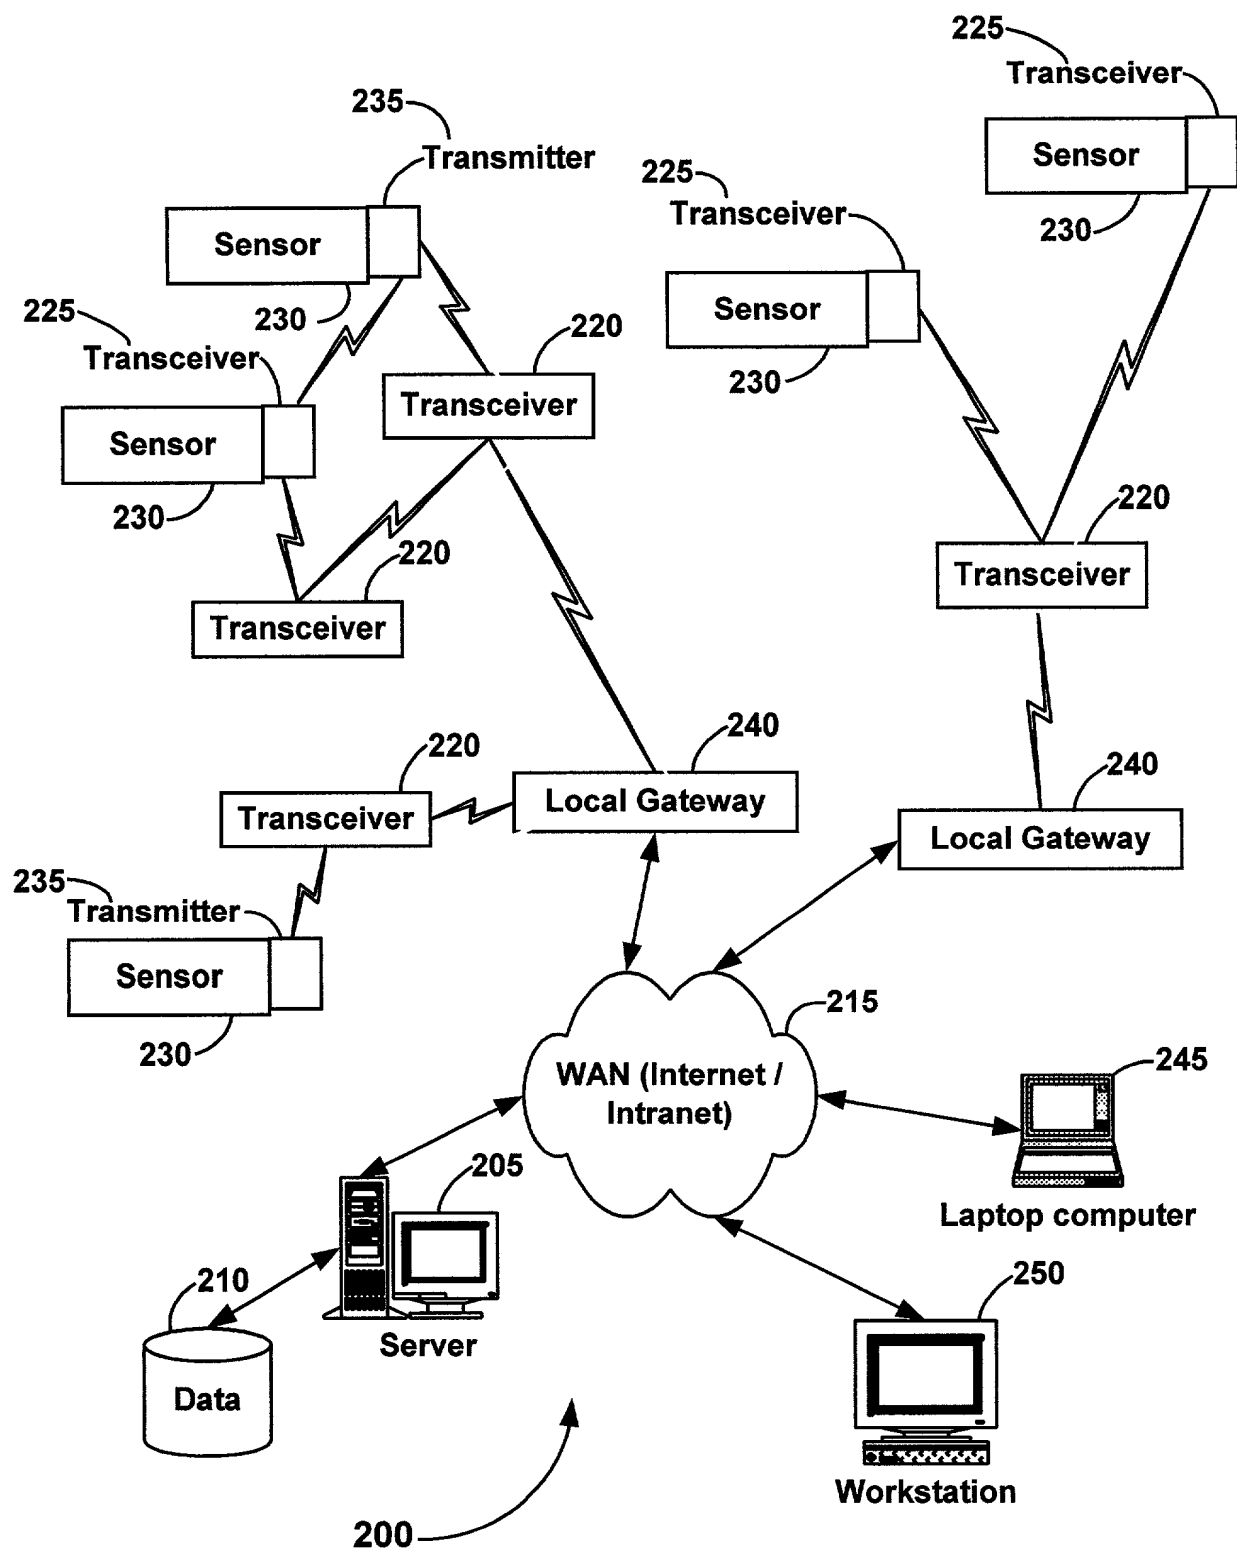 225
Transceiver
235
Transmitter
Sensor
230
225
Transceiver
Sensor
230
Sensor
230
225
Transceiver
220
Transceiver
Sensor
230
Sensor
230
220
Transceiver
220
Transceiver
220
Transceiver
240
Local Gateway
240
Local Gateway
235
Transmitter
Sensor
230
215
WAN (Internet /
Intranet)
245
Laptop computer
205
Server
210
Data
250
Workstation
200